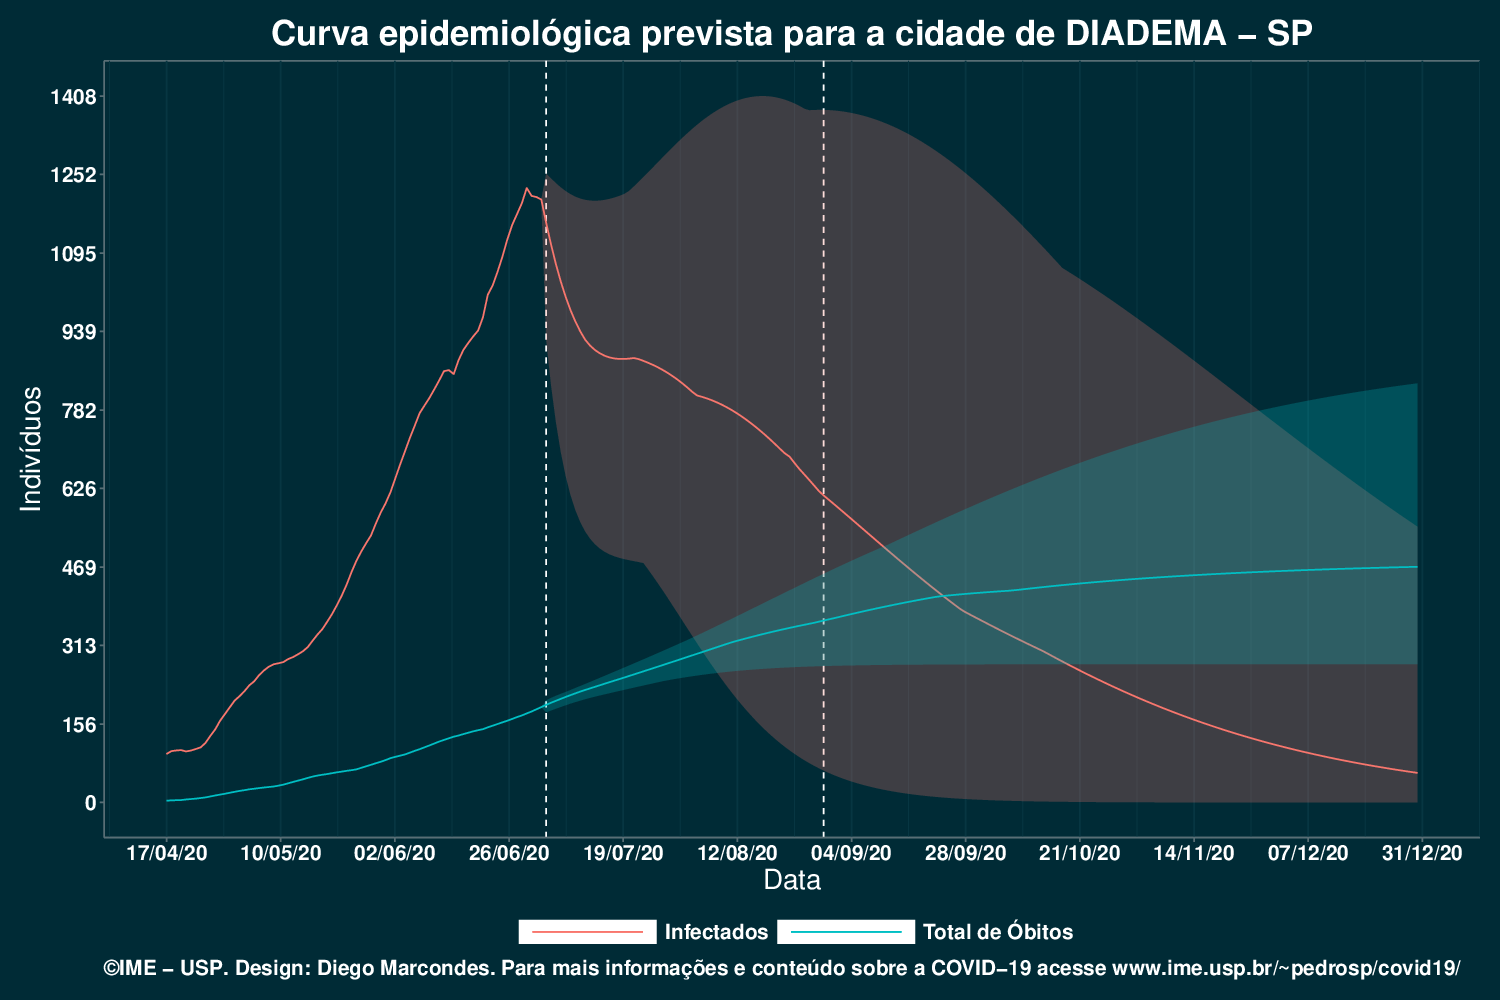 Curva epidemiológica prevista para a cidade de DIADEMA – SP
1408
1252
1095
939
782
626
469
313
156
0
Indivíduos
17/04/20 10/05/20 02/06/20 26/06/20 19/07/20 12/08/20 04/09/20 28/09/20 21/10/20 14/11/20 07/12/20 31/12/20
Data
Infectados Total de Óbitos
©IME – USP. Design: Diego Marcondes. Para mais informações e conteúdo sobre a COVID–19 acesse www.ime.usp.br/~pedrosp/covid19/